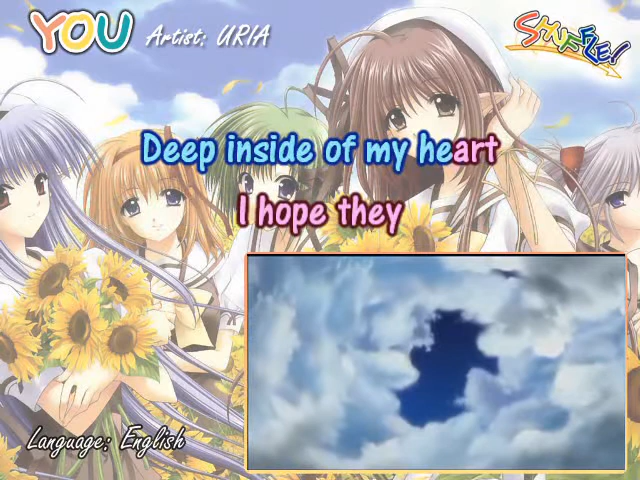 YOU Artist: URIA
SHUFFLE!
Deep inside of my heart
I hope they
Language: English